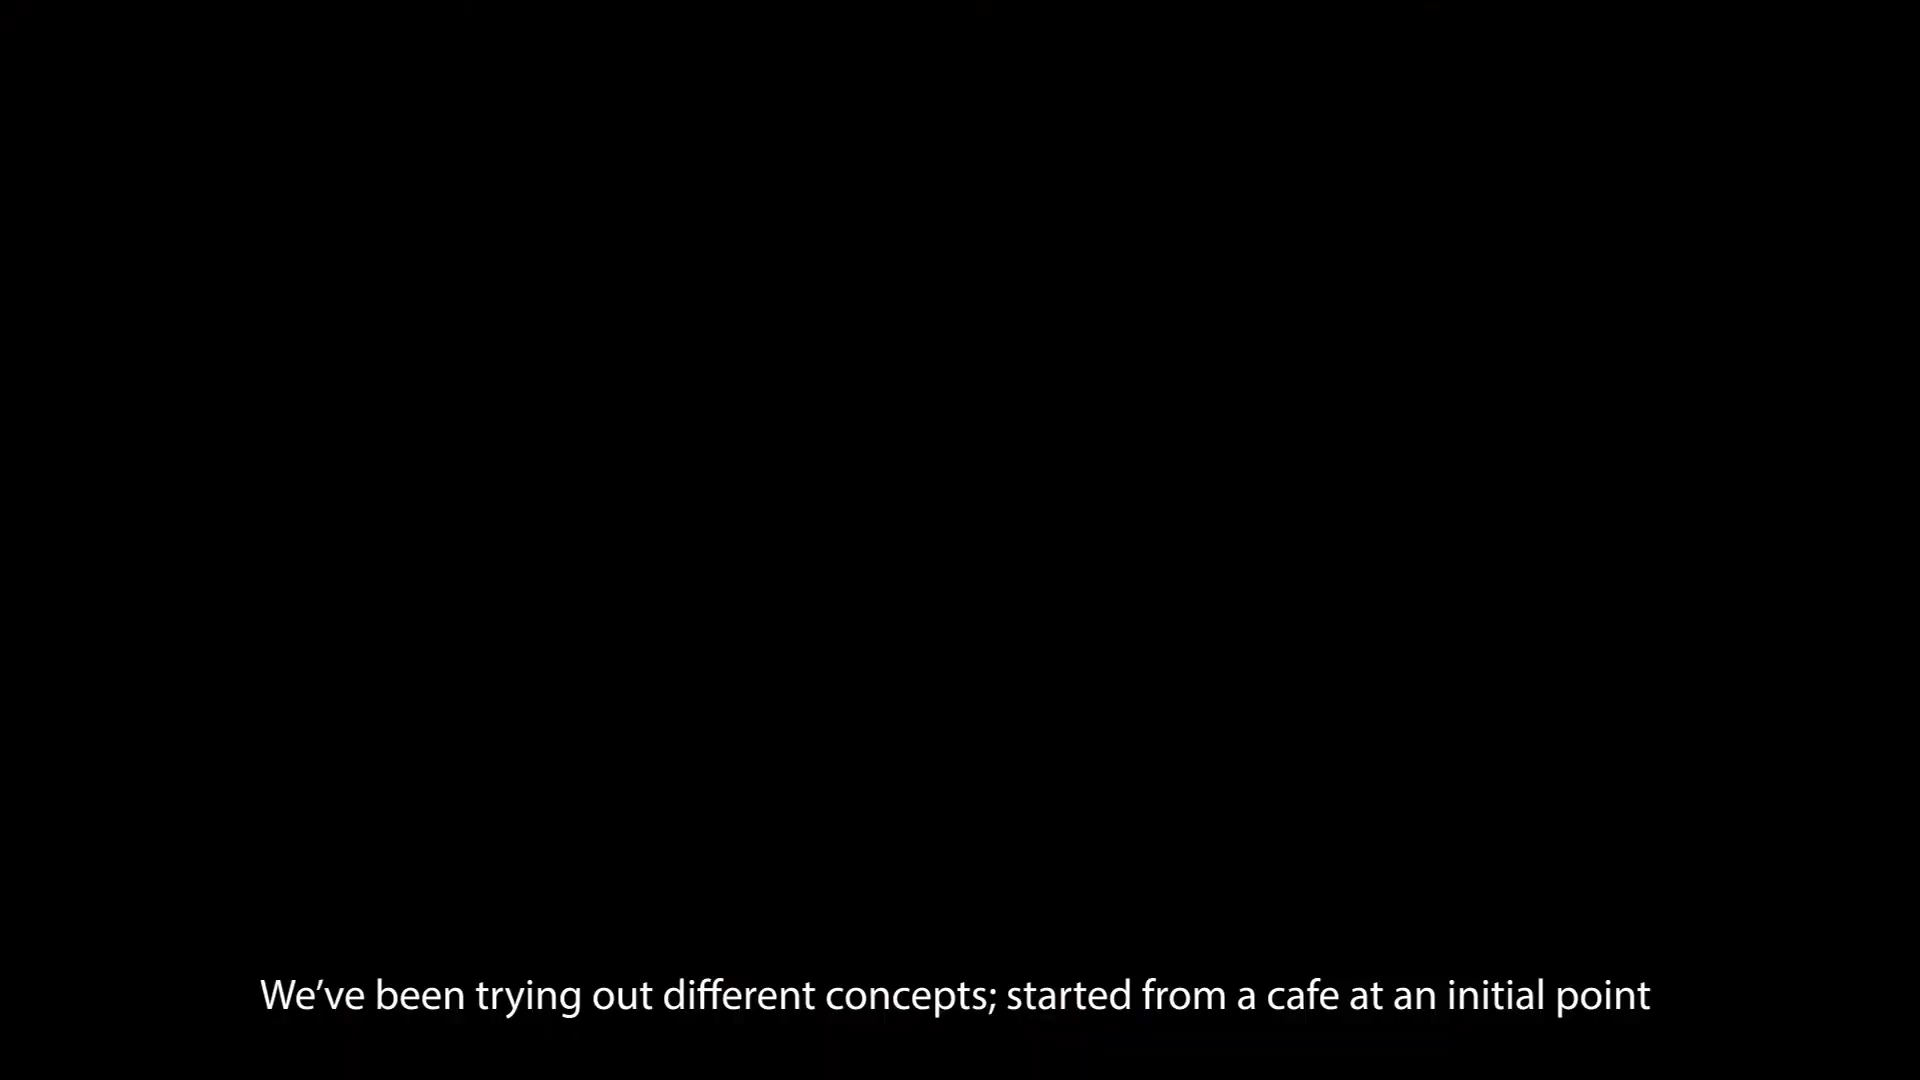 We’ve been trying out different concepts; started from a cafe at an initial point